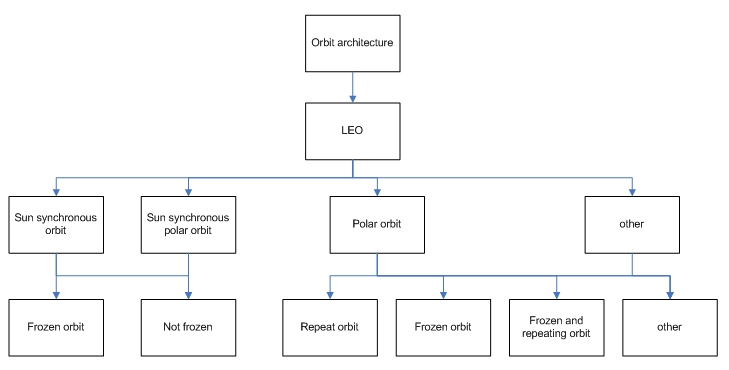 Orbit architecture
LEO
Sun synchronous
orbit
Sun synchronous
polar orbit
Polar orbit
other
Frozen orbit
Not frozen
Repeat orbit
Frozen orbit
Frozen and
repeating orbit
other